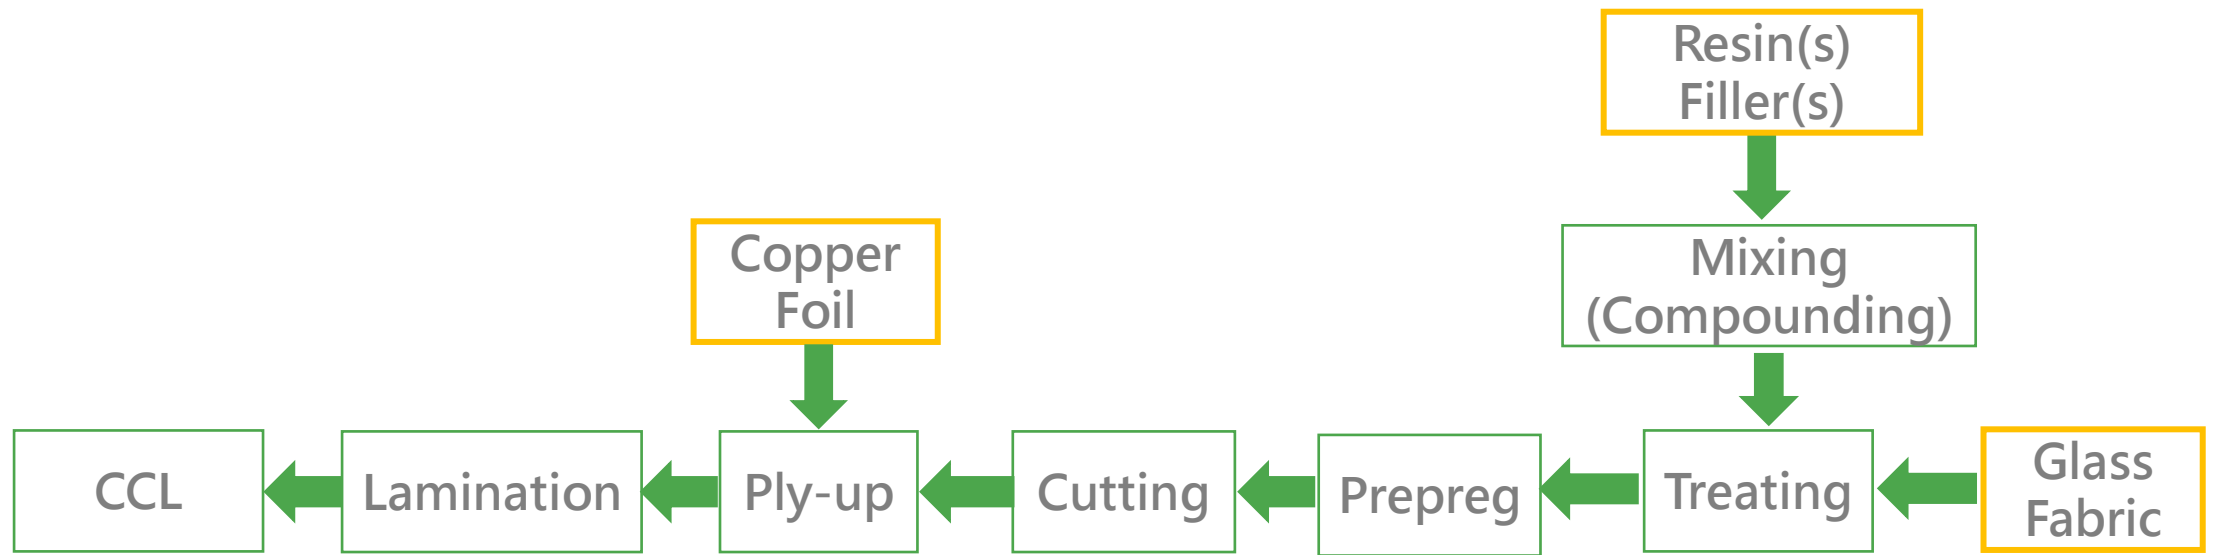 Resin(s)
Filler(s)
Copper
Foil
Mixing
(Compounding)
CCL
Lamination
Ply-up
Cutting
Prepreg
Treating
Glass
Fabric